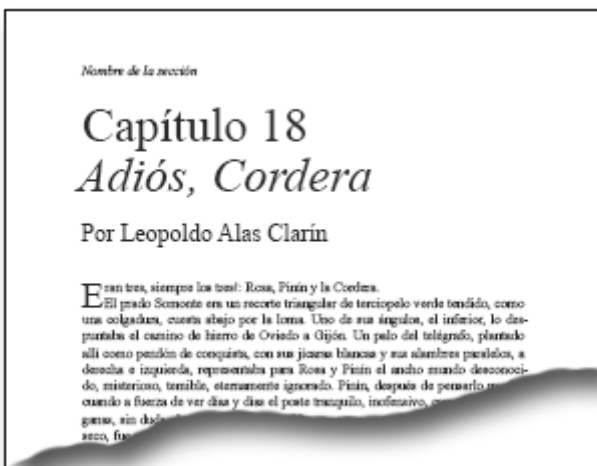 Nombre de la sección
Capítulo 18
Adiós, Cordera
Por Leopoldo Alas Clarín
Eran tres, siempre los tres!: Rosa, Pinín y la Cordera.
El prado Somonte era un recorte triangular de terciopelo verde tendido, como
una colgadura, cuesta abajo por la loma. Uno de sus ángulos, el inferior, lo des-
puntaba el camino de hierro de Oviedo a Gijón. Un palo del telégrafo, plantado
allí como pendón de conquista, con sus jícaras blancas y sus alambres paralelos, a
derecha e izquierda, representaba para Rosa y Pinín el ancho mundo desconoci-
do, misterioso, temible, eternamente ignorado. Pinín, después de pensarlo
cuando a fuerza de ver días y días el poste tranquilo, inofensivo,
ganas, sin
seco, fue